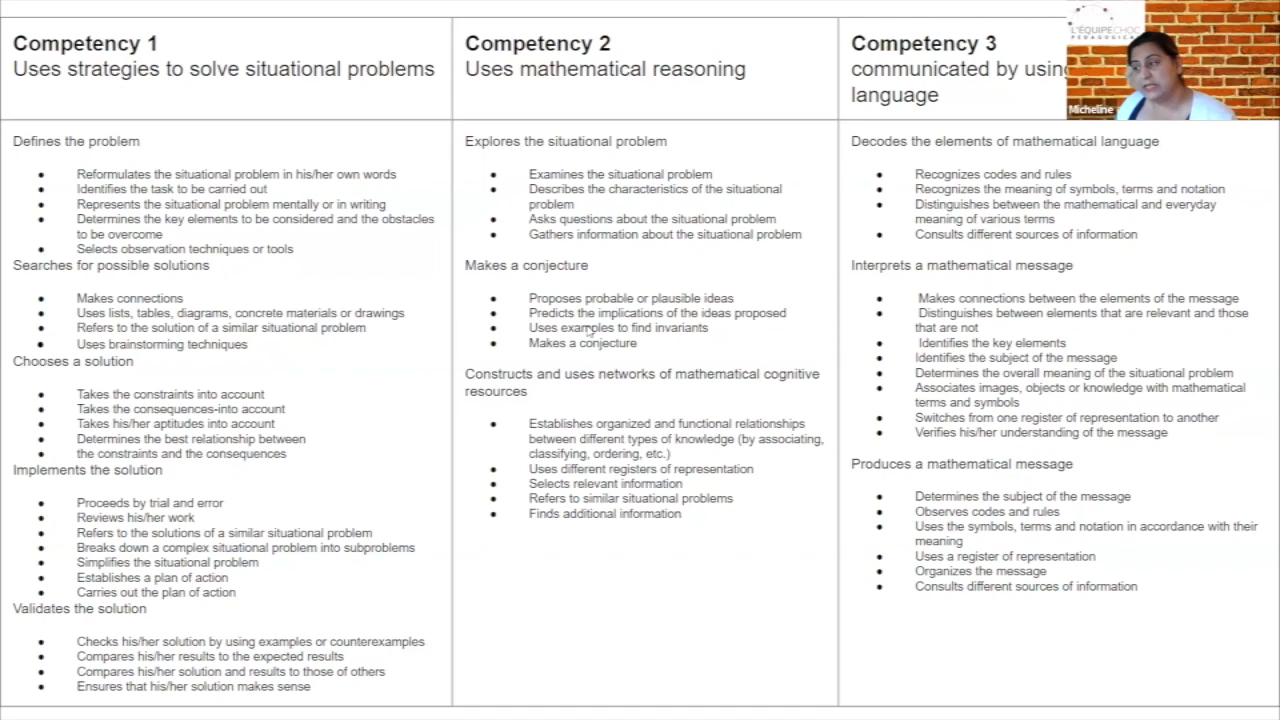 Competency 1
Uses strategies to solve situational problems
Defines the problem
Reformulates the situational problem in his/her own words
Identifies the task to be carried out
Represents the situational problem mentally or in writing
Determines the key elements to be considered and the obstacles
to be overcome
Selects observation techniques or tools
Searches for possible solutions
Makes connections
Uses lists, tables, diagrams, concrete materials or drawings
Refers to the solution of a similar situational problem
Uses brainstorming techniques
Chooses a solution
Takes the constraints into account
Takes the consequences-into account
Takes his/her aptitudes into account
Determines the best relationship between
the constraints and the consequences
Implements the solution
Proceeds by trial and error
Reviews his/her work
Refers to the solutions of a similar situational problem
Breaks down a complex situational problem into subproblems
Simplifies the situational problem
Establishes a plan of action
Carries out the plan of action
Validates the solution
Checks his/her solution by using examples or counterexamples
Compares his/her results to the expected results
Compares his/her solution and results to those of others
Ensures that his/her solution makes sense
Competency 2
Uses mathematical reasoning
Explores the situational problem
Examines the situational problem
Describes the characteristics of the situational
problem
Asks questions about the situational problem
Gathers information about the situational problem
Makes a conjecture
Proposes probable or plausible ideas
Predicts the implications of the ideas proposed
Uses examples to find invariants
Makes a conjecture
Constructs and uses networks of mathematical cognitive
resources
Establishes organized and functional relationships
between different types of knowledge (by associating,
classifying, ordering, etc.)
Uses different registers of representation
Selects relevant information
Refers to similar situational problems
Finds additional information
Competency 3
communicated by using
language
Decodes the elements of mathematical language
Recognizes codes and rules
Recognizes the meaning of symbols, terms and notation
Distinguishes between the mathematical and everyday
meaning of various terms
Consults different sources of information
Interprets a mathematical message
Makes connections between the elements of the message
Distinguishes between elements that are relevant and those
that are not
Identifies the key elements
Identifies the subject of the message
Determines the overall meaning of the situational problem
Associates images, objects or knowledge with mathematical
terms and symbols
Switches from one register of representation to another
Verifies his/her understanding of the message
Produces a mathematical message
Determines the subject of the message
Observes codes and rules
Uses the symbols, terms and notation in accordance with their
meaning
Uses a register of representation
Organizes the message
Consults different sources of information
L'ÉQUIPECHOC
Micheline